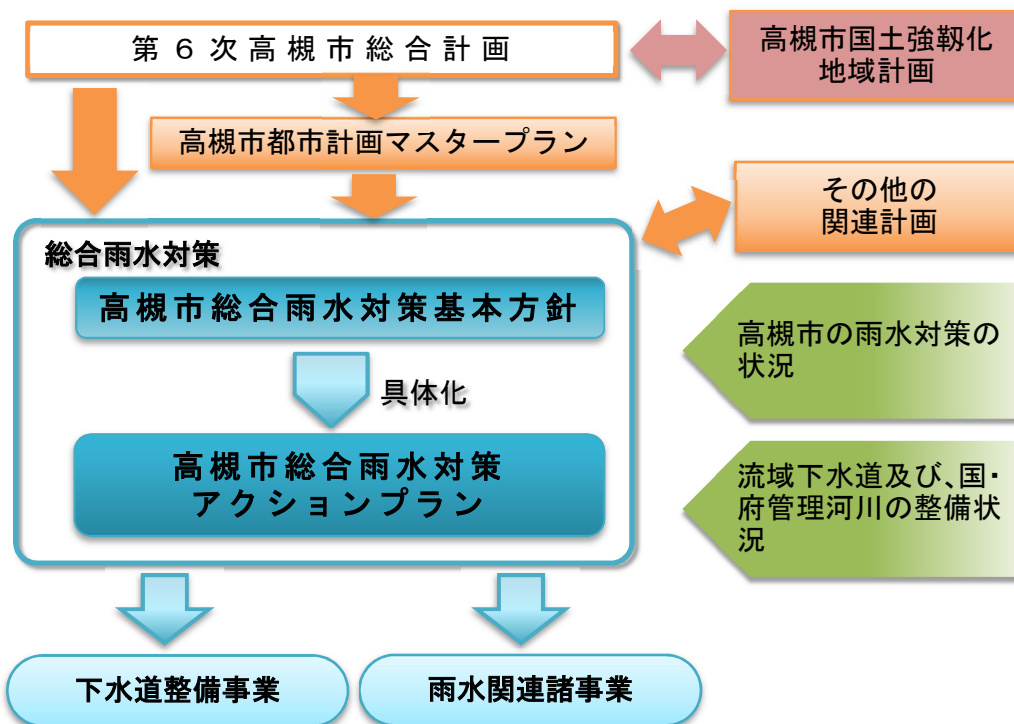 第６次高槻市総合計画
高槻市国土強靱化
地域計画
高槻市都市計画マスタープラン
その他の
関連計画
総合雨水対策
高槻市総合雨水対策基本方針
具体化
高槻市総合雨水対策
アクションプラン
高槻市の雨水対策の
状況
流域下水道及び、国・
府管理河川の整備状
況
下水道整備事業
雨水関連諸事業